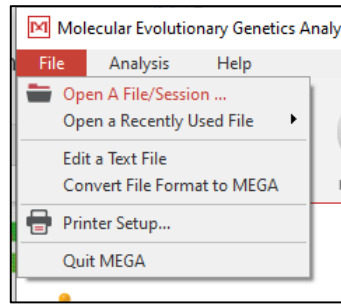 Molecular Evolutionary Genetics Analy
File Analysis Help
Open A File/Session ...
Open a Recently Used File
Edit a Text File
Convert File Format to MEGA
Printer Setup...
Quit MEGA